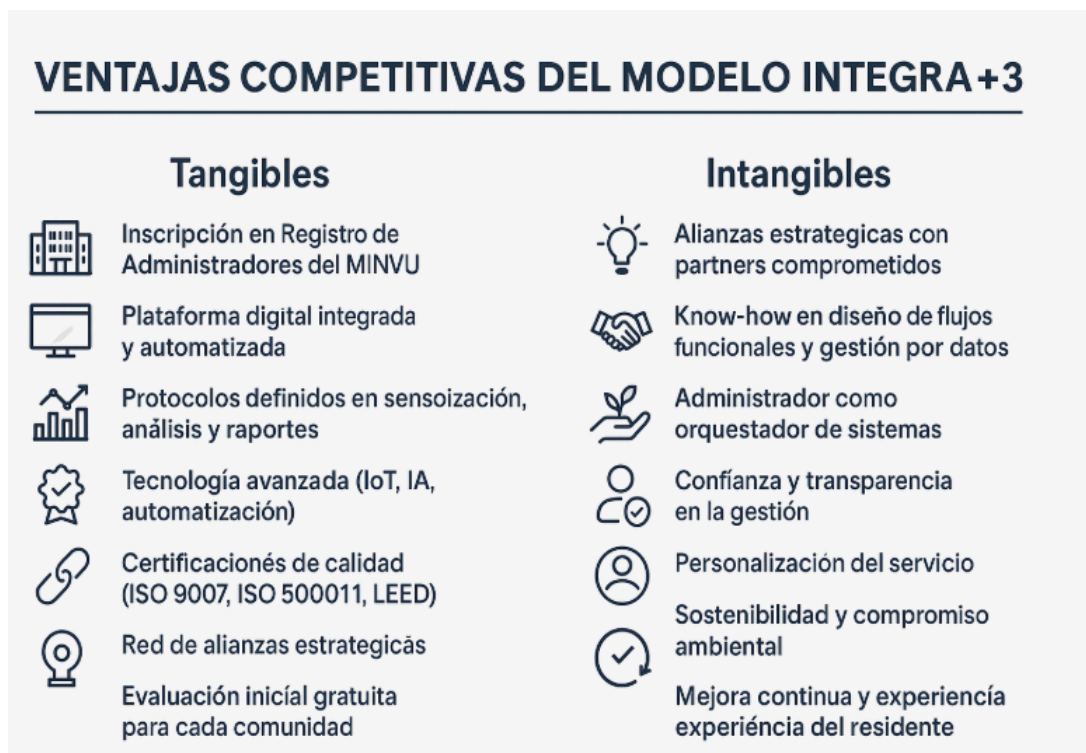 VENTAJAS COMPETITIVAS DEL MODELO INTEGRA+3
Tangibles
Inscripción en Registro de
Administradores del MINVU
Plataforma digital integrada
y automatizada
Protocolos definidos en sensoización,
análisis y raportes
Tecnología avanzada (IoT, IA,
automatización)
Certificacionés de calidad
(ISO 9007, ISO 500011, LEED)
Red de alianzas estrategicas
Evaluación inicíal gratuita
para cada comunidad
Intangibles
Alianzas estrategicas con
partners comprometidos
Know-how en diseño de flujos
funcionales y gestión por datos
Administrador como
orquestador de sistemas
Confíanza y transparencia
en la gestión
Personalización del servicio
Sostenibilidad y compromiso
ambiental
Mejora continua y experiencía
experiéncia del residente